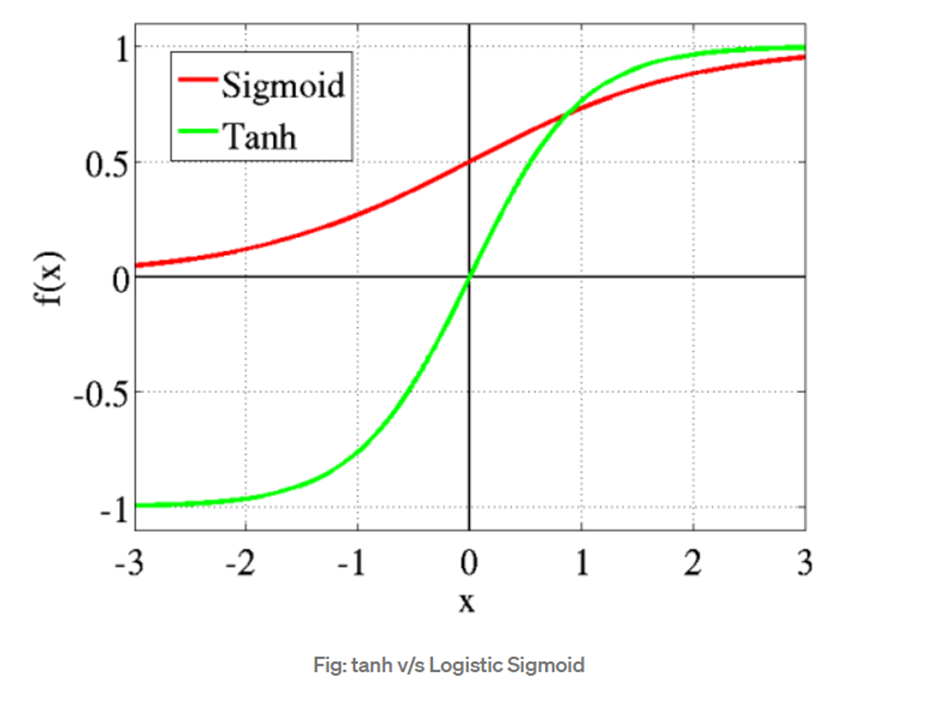 1
Sigmoid
Tanh
0.5
f(x)
0
-0.5
-1
-3 -2 -1 0 1 2 3
x
Fig: tanh v/s Logistic Sigmoid